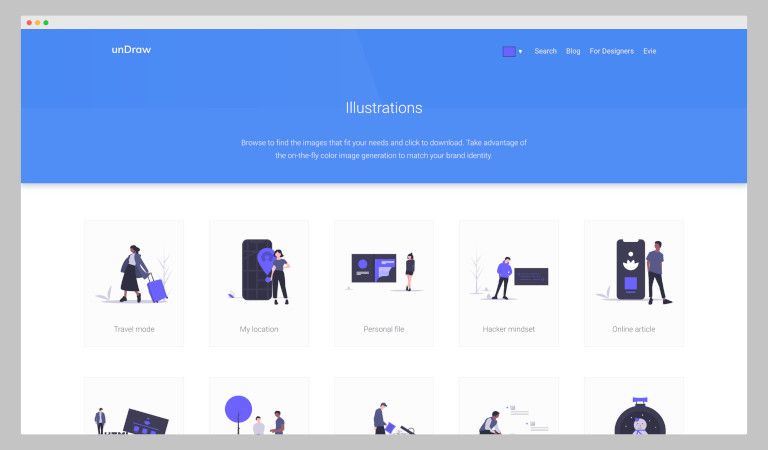 unDraw
Search Blog For Designers Evie
Illustrations
Browse to find the images that fit your needs and click to download. Take advantage of
the on-the-fly color image generation to match your brand identity.
Travel mode
My location
Personal file
Hacker mindset
Online article